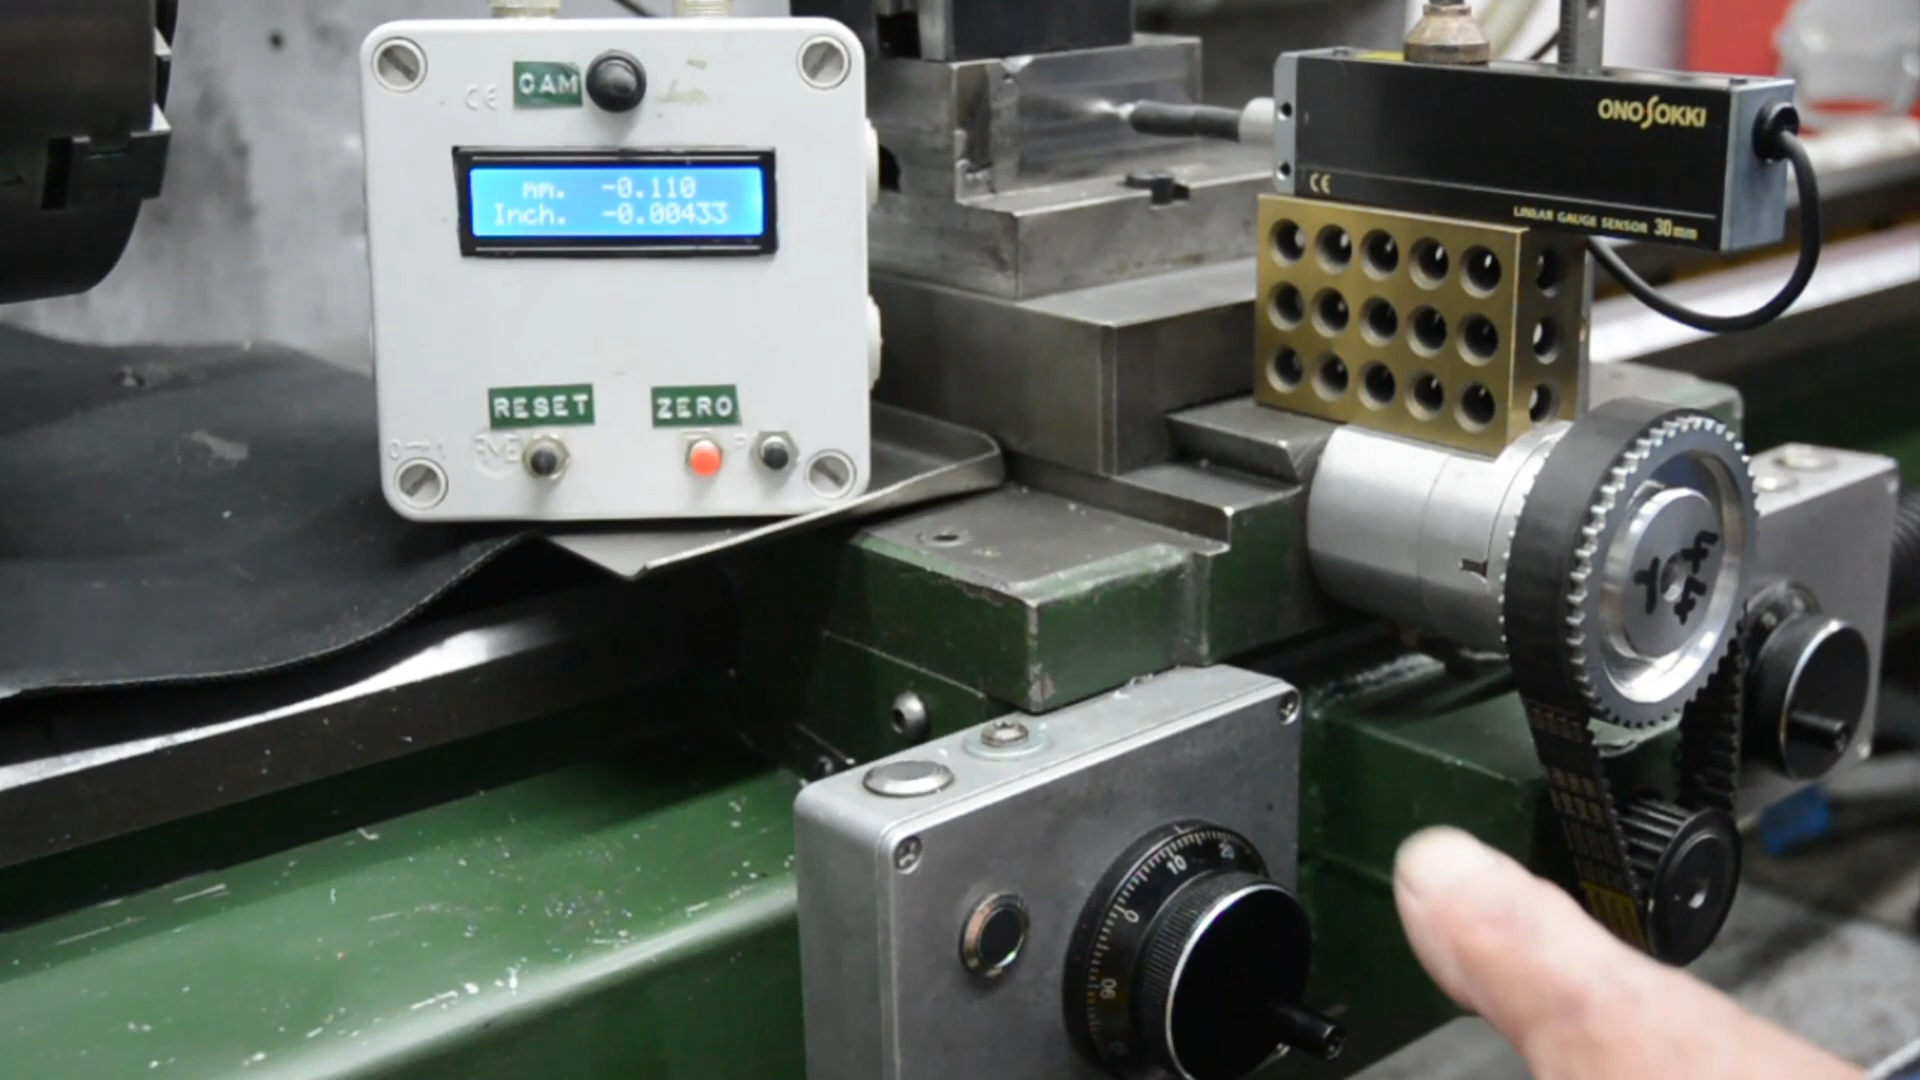 CE
CAM
mm. -0.110
Inch. -0.00433
RESET
ZERO
ONOSOKKI
CE
LINEAR GAUGE SENSOR 30mm
20
10
0
90